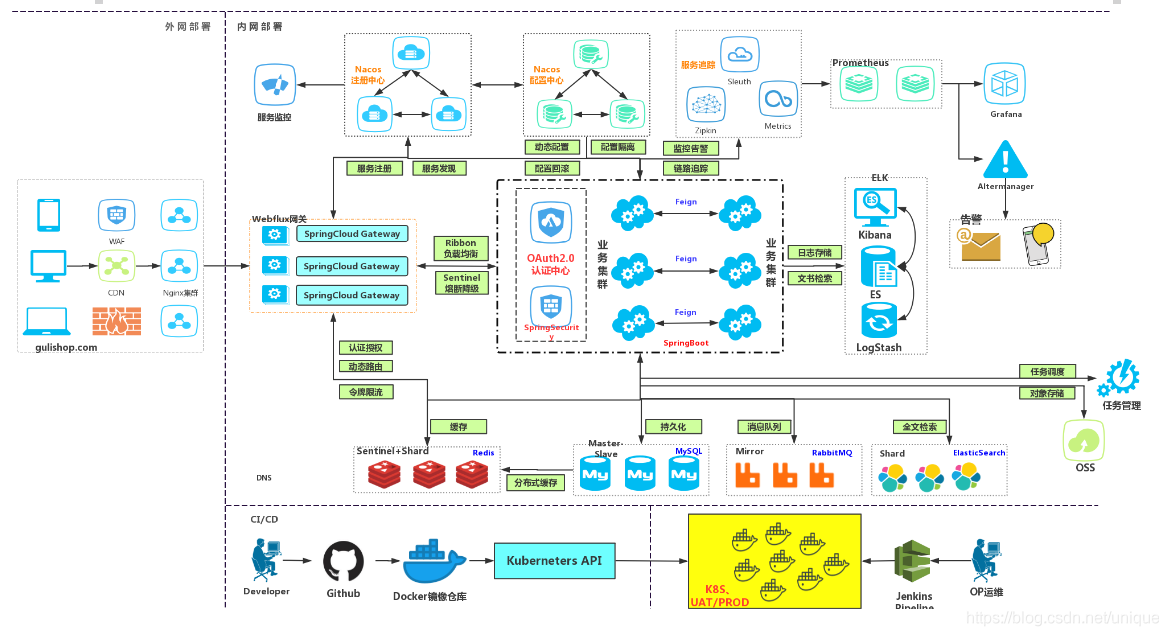 外网部署
内网部署
Nacos
注册中心
服务监控
Nacos
配置中心
服务追踪
Sleuth
Zipkin
Metrics
Prometheus
Grafana
Altermanager
告警
动态配置
配置隔离
配置回滚
监控告警
链路追踪
服务注册
服务发现
WAF
CDN
Nginx集群
gulishop.com
Webflux网关
SpringCloud Gateway
SpringCloud Gateway
SpringCloud Gateway
Ribbon
负载均衡
Sentinel
熔断降级
OAuth2.0
认证中心
SpringSecurit
y
业务集群
Feign
Feign
Feign
业务集群
SpringBoot
日志存储
文书检索
ELK
Kibana
ES
ES
LogStash
认证授权
动态路由
令牌限流
任务调度
对象存储
任务管理
OSS
缓存
持久化
消息队列
全文检索
Sentinel+Shard
Redis
分布式缓存
Master-
Slave
MySQL
My
My
My
Mirror
RabbitMQ
Shard
ElasticSearch
DNS
CI/CD
Developer
Github
Docker镜像仓库
Kuberneters API
K8S、
UAT/PROD
Jenkins
Pipeline
OP运维
https://blog.csdn.net/unique